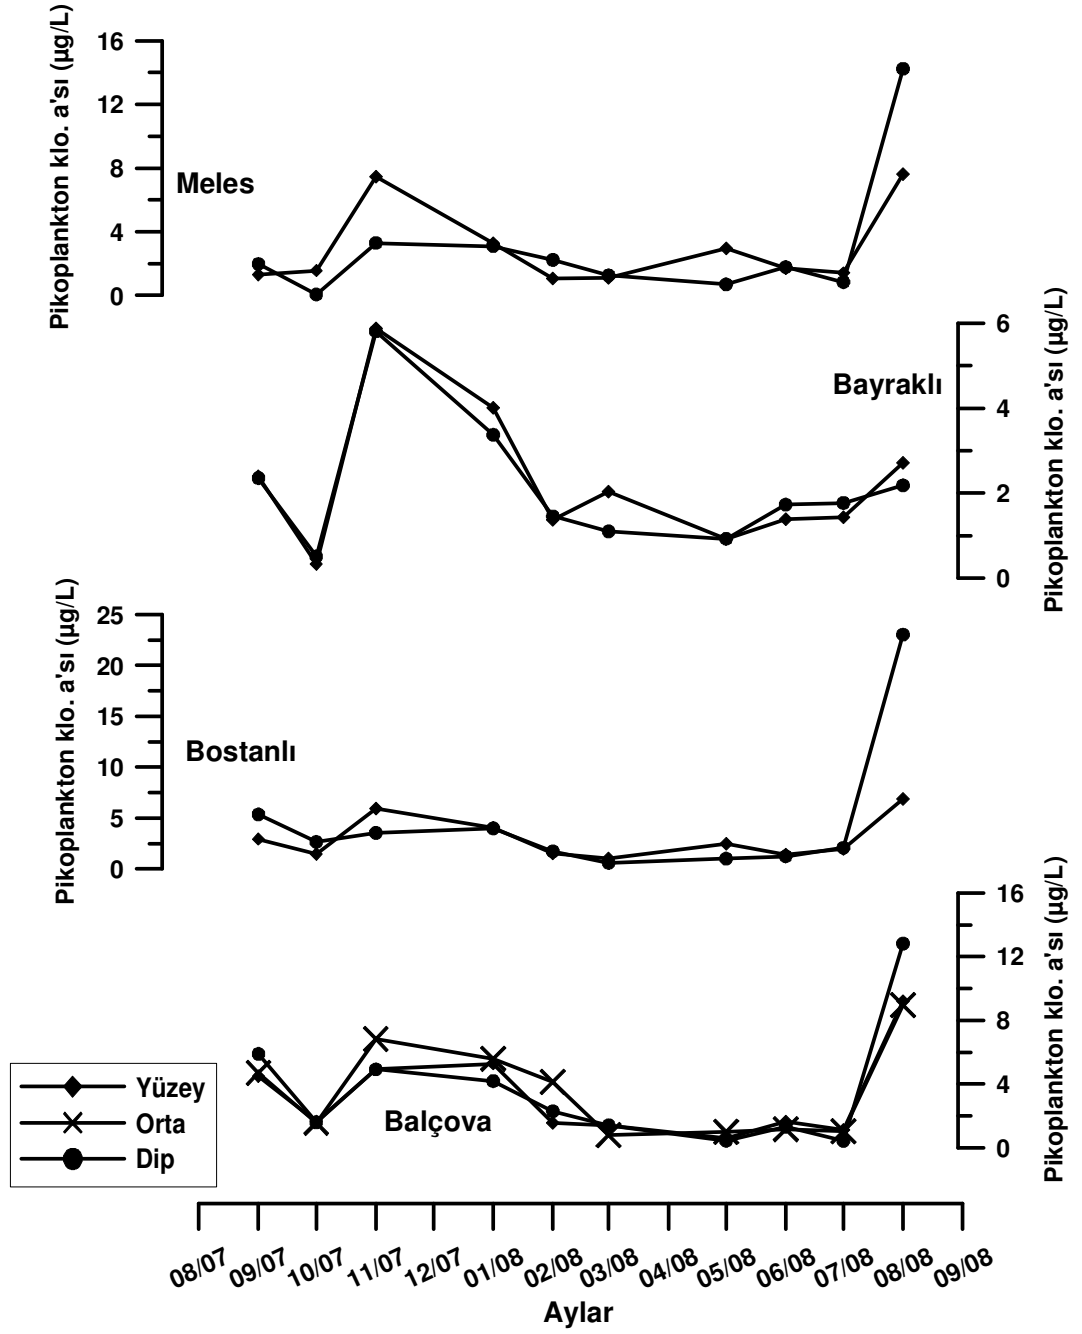 Pikoplankton klo. a'sı (µg/L)
16
12
8
4
0
Meles
Pikoplankton klo. a'sı (µg/L)
6
4
2
0
Bayraklı
Pikoplankton klo. a'sı (µg/L)
25
20
15
10
5
0
Bostanlı
Pikoplankton klo. a'sı (µg/L)
16
12
8
4
0
Balçova
Yüzey
Orta
Dip
08/07 09/07 10/07 11/07 12/07 01/08 02/08 03/08 04/08 05/08 06/08 07/08 08/08 09/08
Aylar